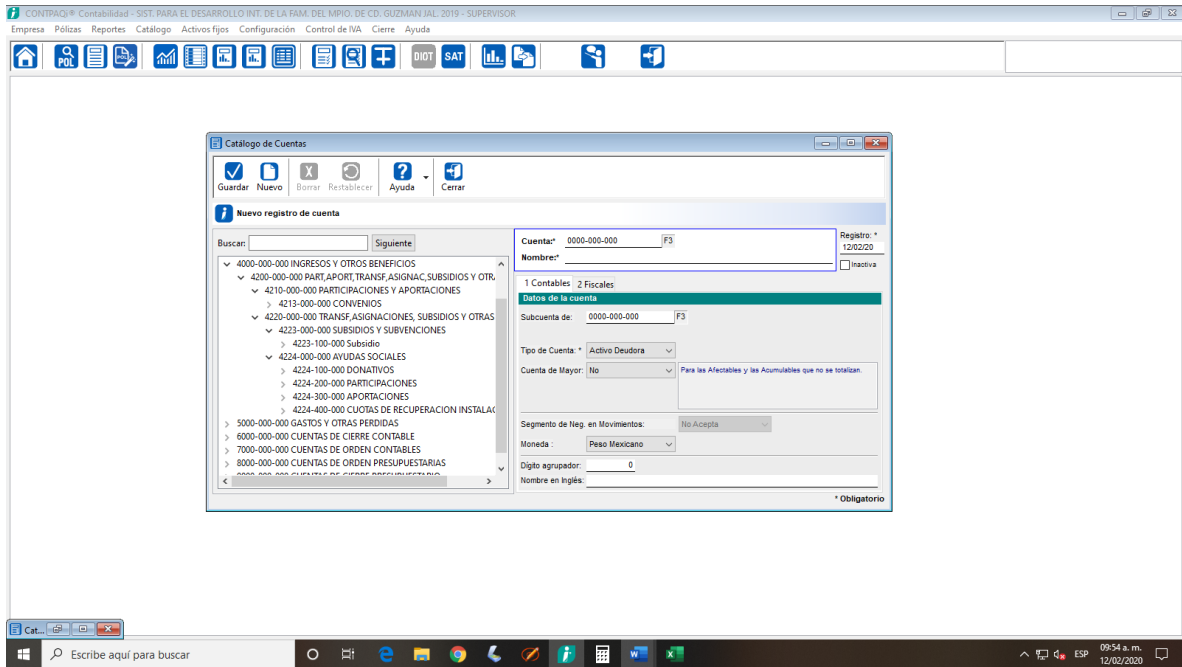 CONTPAQi® Contabilidad - SIST. PARA EL DESARROLLO INT. DE LA FAM. DEL MPIO. DE CD. GUZMAN JAL. 2019 - SUPERVISOR
Empresa Pólizas Reportes Catálogo Activos fijos Configuración Control de IVA Cierre Ayuda
POL
DIOT SAT
Catálogo de Cuentas
Guardar Nuevo Borrar Restablecer Ayuda Cerrar
Nuevo registro de cuenta
Buscar: Siguiente
4000-000-000 INGRESOS Y OTROS BENEFICIOS
4200-000-000 PART,APORT,TRANSF,ASIGNAC,SUBSIDIOS Y OTR
4210-000-000 PARTICIPACIONES Y APORTACIONES
4213-000-000 CONVENIOS
4220-000-000 TRANSF,ASIGNACIONES, SUBSIDIOS Y OTRAS
4223-000-000 SUBSIDIOS Y SUBVENCIONES
4223-100-000 Subsidio
4224-000-000 AYUDAS SOCIALES
4224-100-000 DONATIVOS
4224-200-000 PARTICIPACIONES
4224-300-000 APORTACIONES
4224-400-000 CUOTAS DE RECUPERACION INSTALAC
5000-000-000 GASTOS Y OTRAS PERDIDAS
6000-000-000 CUENTAS DE CIERRE CONTABLE
7000-000-000 CUENTAS DE ORDEN CONTABLES
8000-000-000 CUENTAS DE ORDEN PRESUPUESTARIAS
9000-000-000 CUENTAS DE CIERRE PRESUPUESTARIO
Cuenta:* 0000-000-000 F3
Nombre:*
Registro: *
12/02/20
Inactiva
1 Contables 2 Fiscales
Datos de la cuenta
Subcuenta de: 0000-000-000 F3
Tipo de Cuenta: * Activo Deudora
Cuenta de Mayor: No Para las Afectables y las Acumulables que no se totalizan.
Segmento de Neg. en Movimientos: No Acepta
Moneda : Peso Mexicano
Dígito agrupador: 0
Nombre en Inglés:
* Obligatorio
Cat...
Escribe aquí para buscar
ESP
09:54 a. m.
12/02/2020